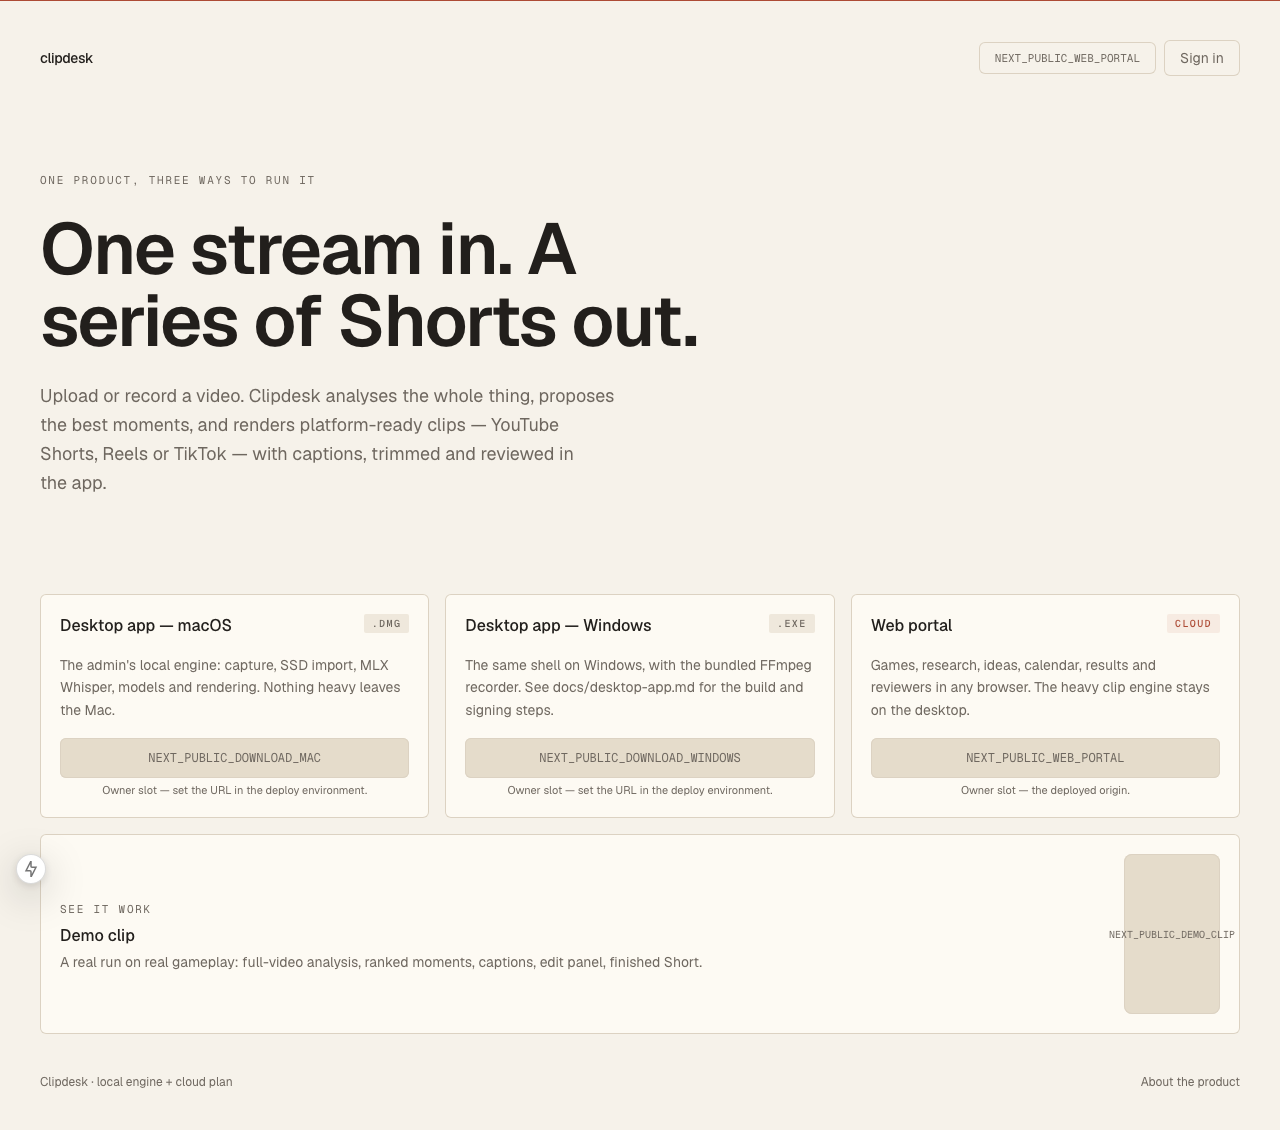 clipdesk
NEXT_PUBLIC_WEB_PORTAL
Sign in
ONE PRODUCT, THREE WAYS TO RUN IT
One stream in. A
series of Shorts out.
Upload or record a video. Clipdesk analyses the whole thing, proposes
the best moments, and renders platform-ready clips — YouTube
Shorts, Reels or TikTok — with captions, trimmed and reviewed in
the app.
Desktop app — macOS
.DMG
The admin's local engine: capture, SSD import, MLX
Whisper, models and rendering. Nothing heavy leaves
the Mac.
NEXT_PUBLIC_DOWNLOAD_MAC
Owner slot — set the URL in the deploy environment.
Desktop app — Windows
.EXE
The same shell on Windows, with the bundled FFmpeg
recorder. See docs/desktop-app.md for the build and
signing steps.
NEXT_PUBLIC_DOWNLOAD_WINDOWS
Owner slot — set the URL in the deploy environment.
Web portal
CLOUD
Games, research, ideas, calendar, results and
reviewers in any browser. The heavy clip engine stays
on the desktop.
NEXT_PUBLIC_WEB_PORTAL
Owner slot — the deployed origin.
SEE IT WORK
Demo clip
A real run on real gameplay: full-video analysis, ranked moments, captions, edit panel, finished Short.
NEXT_PUBLIC_DEMO_CLIP
Clipdesk · local engine + cloud plan
About the product